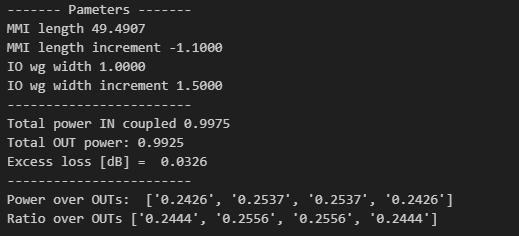 ------- Pameters -------
MMI length 49.4907
MMI length increment -1.1000
IO wg width 1.0000
IO wg width increment 1.5000
------------------------
Total power IN coupled 0.9975
Total OUT power: 0.9925
Excess loss [dB] =  0.0326
------------------------
Power over OUTs:  ['0.2426', '0.2537', '0.2537', '0.2426']
Ratio over OUTs ['0.2444', '0.2556', '0.2556', '0.2444']